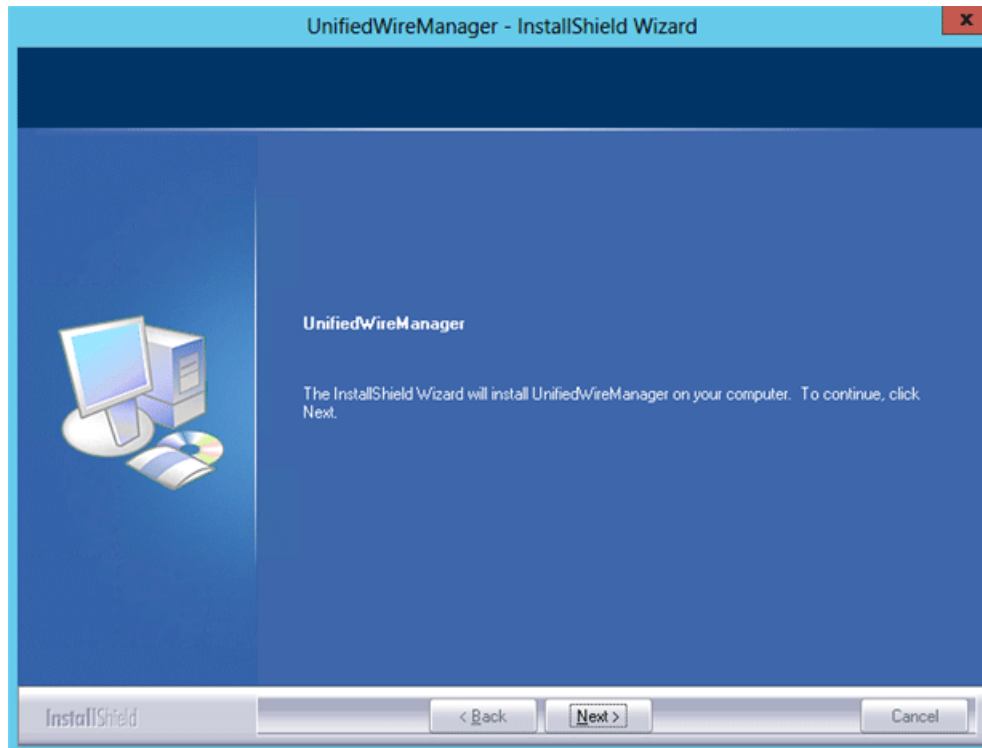 UnifiedWireManager - InstallShield Wizard
x
UnifiedWireManager
The InstallShield Wizard will install UnifiedWireManager on your computer.  To continue, click
Next.
InstallShield
< Back
Next >
Cancel